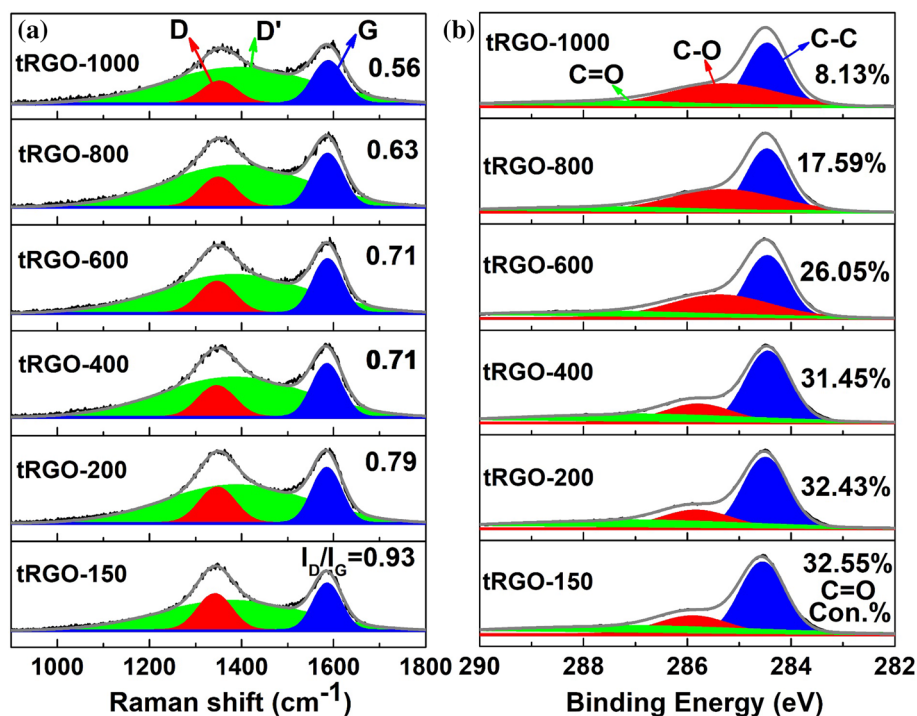 (a)
D D' G
tRGO-1000
0.56
tRGO-800
0.63
tRGO-600
0.71
tRGO-400
0.71
tRGO-200
0.79
tRGO-150
I_D/I_G=0.93
1000 1200 1400 1600 1800
Raman shift (cm⁻¹)
(b)
tRGO-1000
C=O
C-O
C-C
8.13%
tRGO-800
17.59%
tRGO-600
26.05%
tRGO-400
31.45%
tRGO-200
32.43%
tRGO-150
32.55%
C=O
Con.%
290 288 286 284 282
Binding Energy (eV)